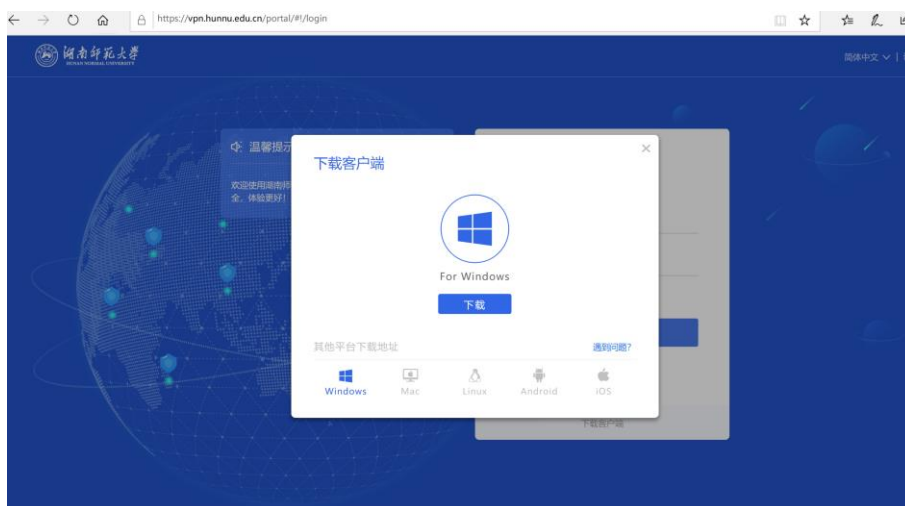 https://vpn.hunnu.edu.cn/portal/#!/login
湖南师范大学
HUNAN NORMAL UNIVERSITY
简体中文
温馨提示
欢迎使用湖南师
全，体验更好！
下载客户端
For Windows
下载
其他平台下载地址
遇到问题?
Windows
Mac
Linux
Android
iOS
下载客户端